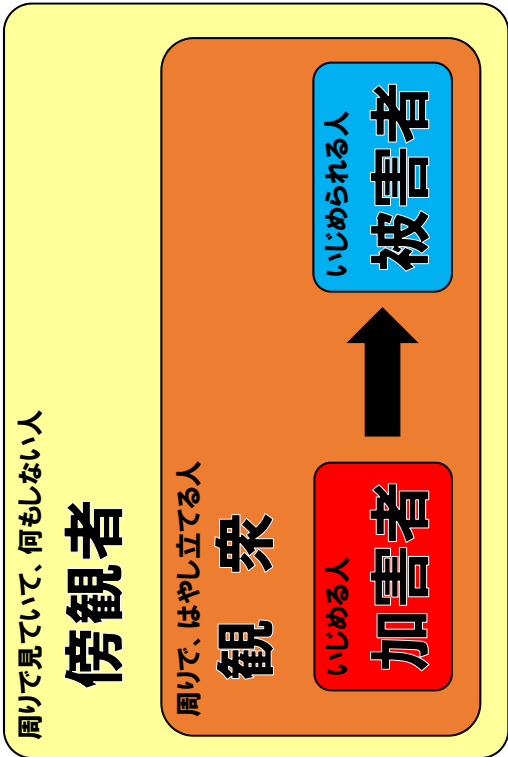 周りで見ていて、何もしない人
傍観者
周りで、はやし立てる人
観衆
いじめる人
加害者
いじめられる人
被害者